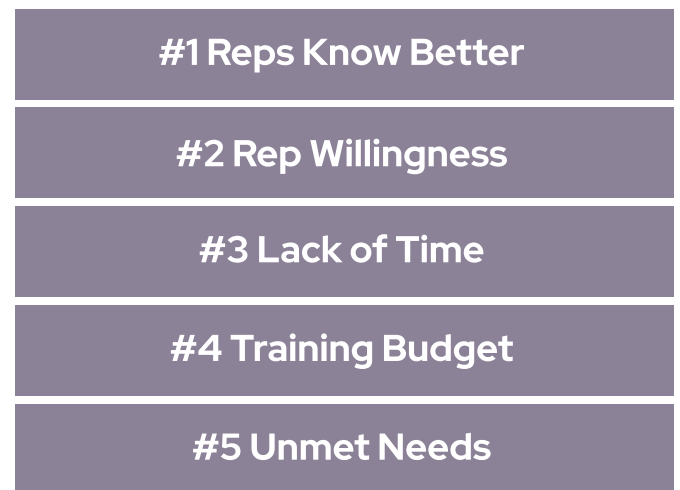 #1 Reps Know Better
#2 Rep Willingness
#3 Lack of Time
#4 Training Budget
#5 Unmet Needs